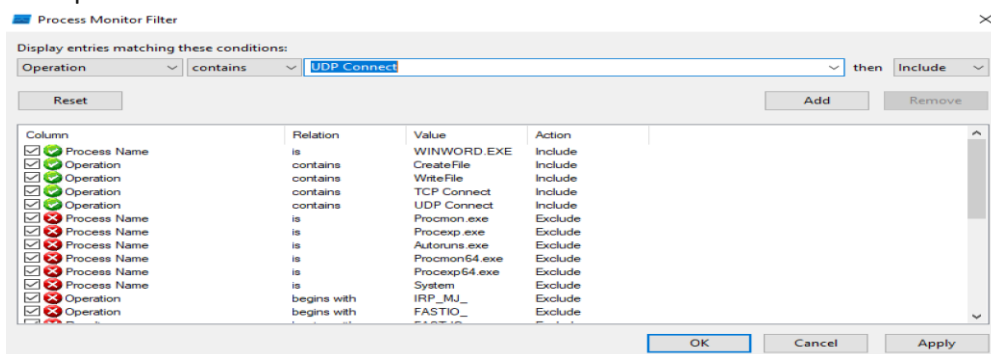 Process Monitor Filter
Display entries matching these conditions:
Operation contains UDP Connect then Include
Reset Add Remove
Column Relation Value Action
Process Name is WINWORD.EXE Include
Operation contains CreateFile Include
Operation contains WriteFile Include
Operation contains TCP Connect Include
Operation contains UDP Connect Include
Process Name is Procmon.exe Exclude
Process Name is Procexp.exe Exclude
Process Name is Autoruns.exe Exclude
Process Name is Procmon64.exe Exclude
Process Name is Procexp64.exe Exclude
Process Name is System Exclude
Operation begins with IRP_MJ_ Exclude
Operation begins with FASTIO_ Exclude
OK Cancel Apply